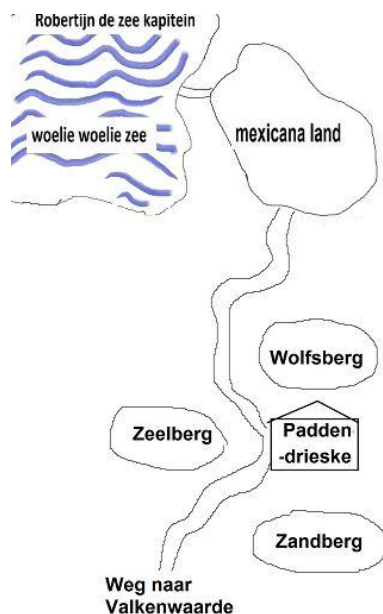 Robertijn de zee kapitein
woelie woelie zee
mexicana land
Wolfsberg
Zeelberg
Padden
-drieske
Zandberg
Weg naar
Valkenwaarde